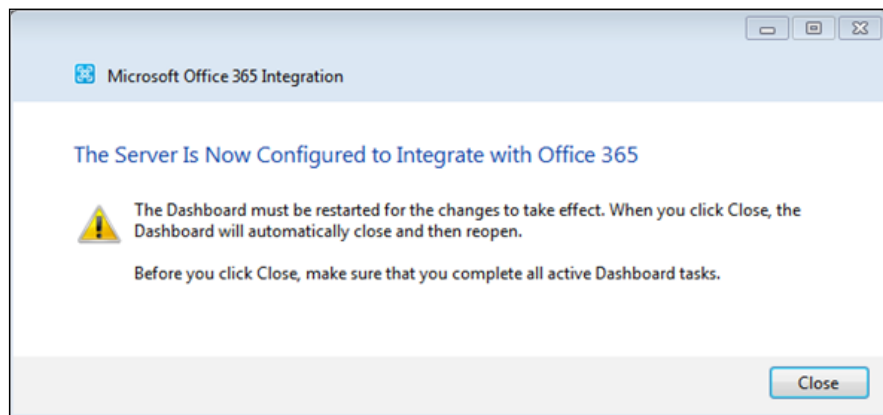 Microsoft Office 365 Integration
The Server Is Now Configured to Integrate with Office 365
The Dashboard must be restarted for the changes to take effect. When you click Close, the
Dashboard will automatically close and then reopen.
Before you click Close, make sure that you complete all active Dashboard tasks.
Close